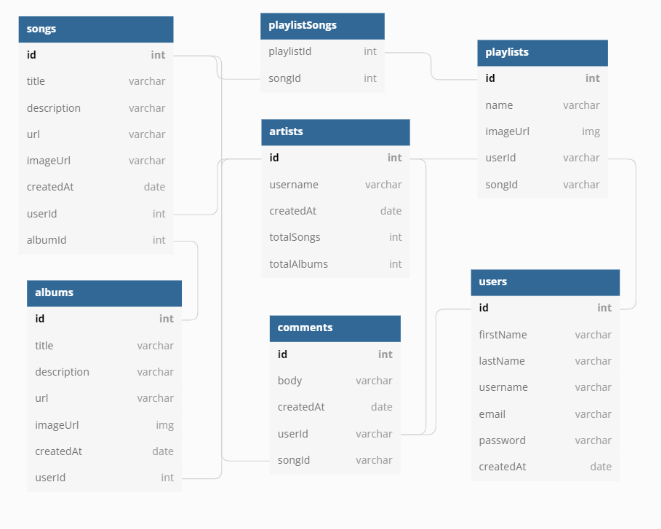 songs
id int
title varchar
description varchar
url varchar
imageUrl varchar
createdAt date
userId int
albumId int
playlistSongs
playlistId int
songId int
playlists
id int
name varchar
imageUrl img
userId varchar
songId varchar
artists
id int
username varchar
createdAt date
totalSongs int
totalAlbums int
albums
id int
title varchar
description varchar
url varchar
imageUrl img
createdAt date
userId int
comments
id int
body varchar
createdAt date
userId varchar
songId varchar
users
id int
firstName varchar
lastName varchar
username varchar
email varchar
password varchar
createdAt date